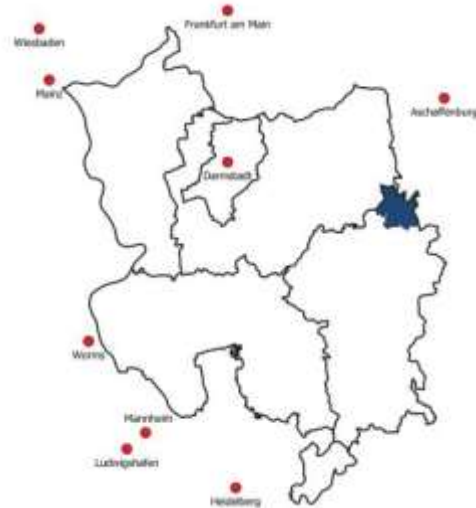 Frankfurt am Main
Wiesbaden
Mainz
Aschaffenburg
Darmstadt
Worms
Mannheim
Ludwigshafen
Heidelberg